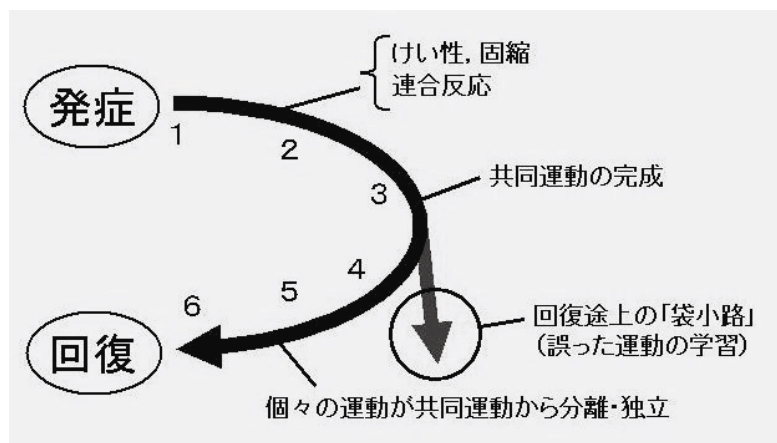 けい性, 固縮
連合反応
発症
1
2
3
共同運動の完成
4
5
6
回復途上の「袋小路」
(誤った運動の学習)
回復
個々の運動が共同運動から分離・独立